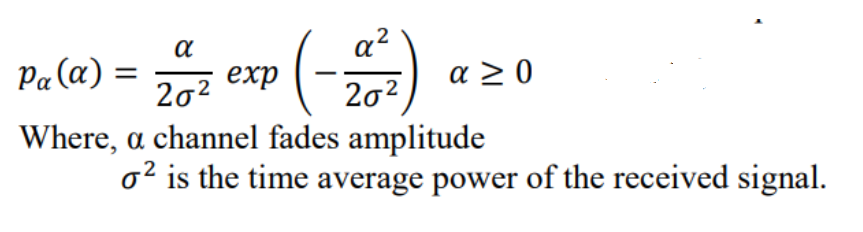 pα(α) = α/2σ² exp (−α²/2σ²) α ≥ 0
Where, α channel fades amplitude
σ² is the time average power of the received signal.